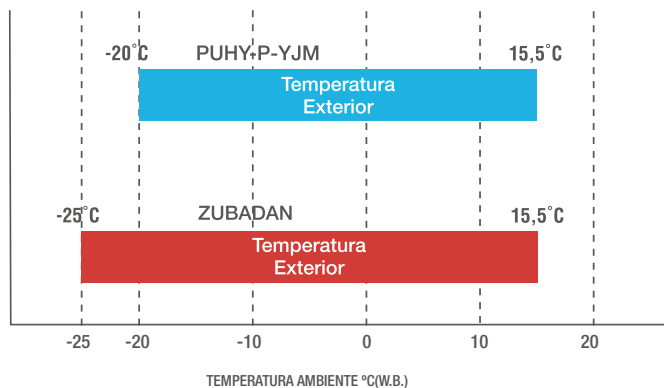 -20°C PUHY-P-YJM 15,5°C
Temperatura
Exterior
-25°C ZUBADAN 15,5°C
Temperatura
Exterior
-25 -20 -10 0 10 20
TEMPERATURA AMBIENTE ºC(W.B.)